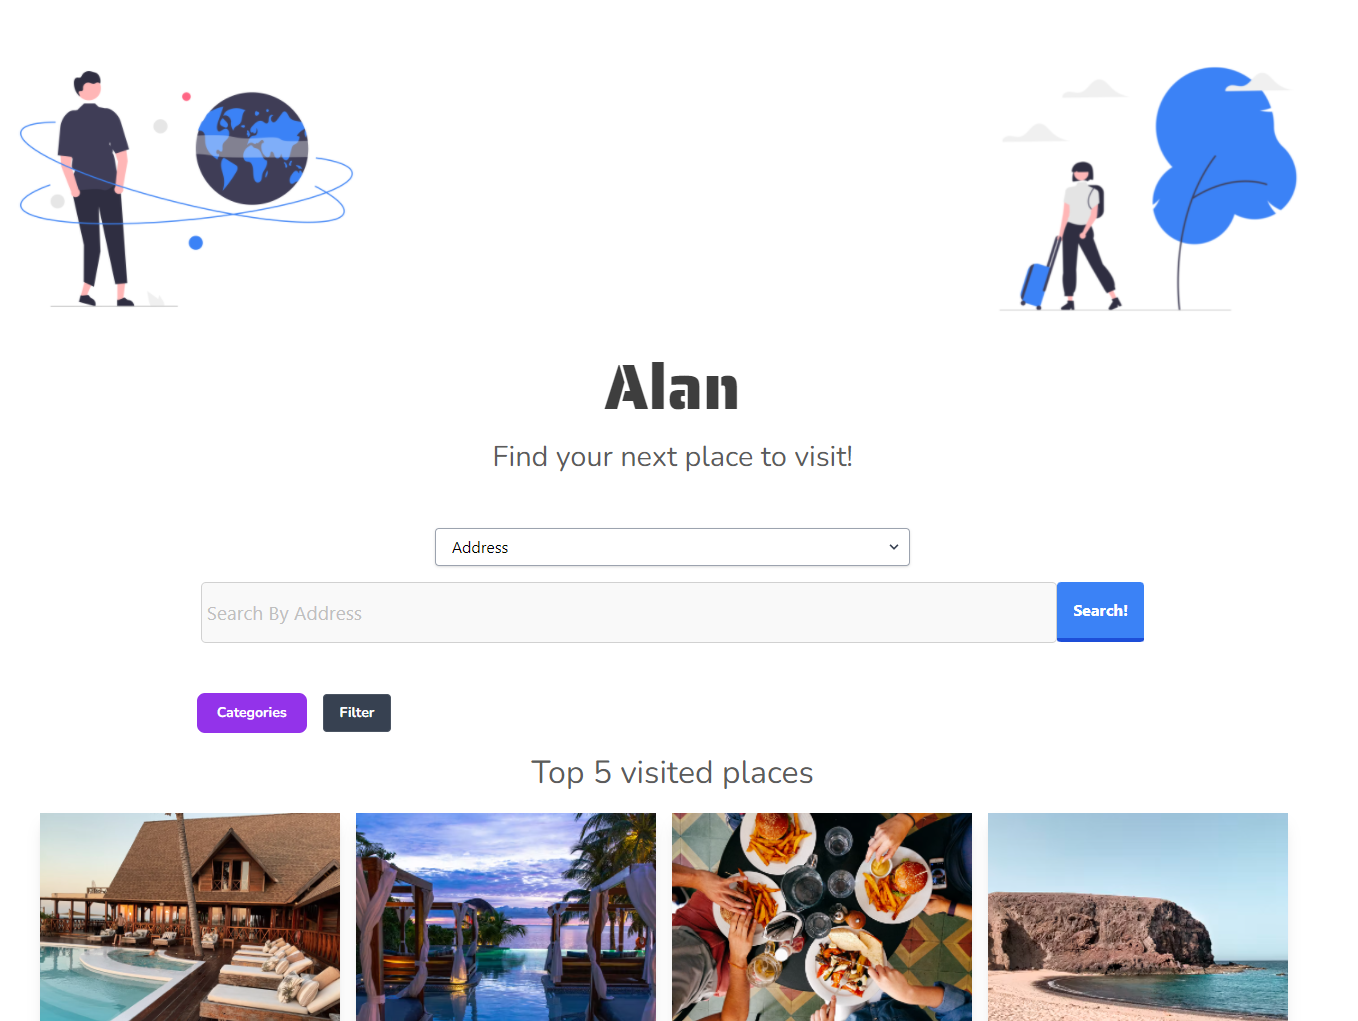 Alan
Find your next place to visit!
Address
Search By Address
Search!
Categories
Filter
Top 5 visited places